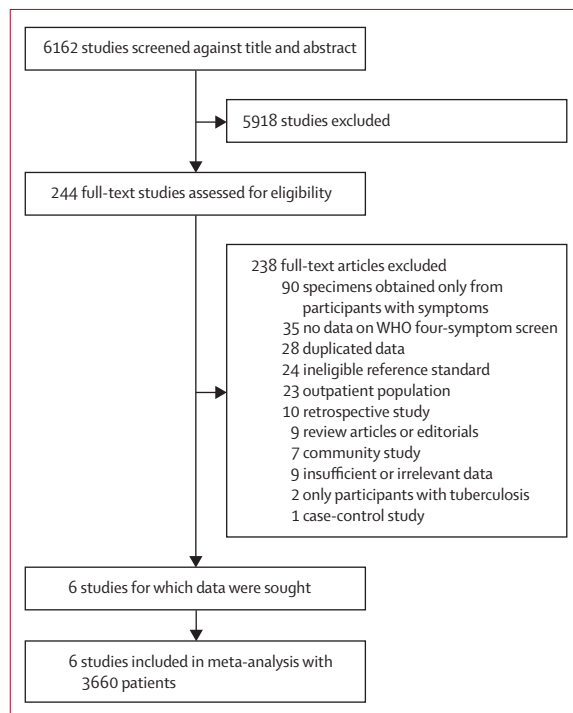 6162 studies screened against title and abstract
5918 studies excluded
244 full-text studies assessed for eligibility
238 full-text articles excluded
90 specimens obtained only from
participants with symptoms
35 no data on WHO four-symptom screen
28 duplicated data
24 ineligible reference standard
23 outpatient population
10 retrospective study
9 review articles or editorials
7 community study
9 insufficient or irrelevant data
2 only participants with tuberculosis
1 case-control study
6 studies for which data were sought
6 studies included in meta-analysis with
3660 patients